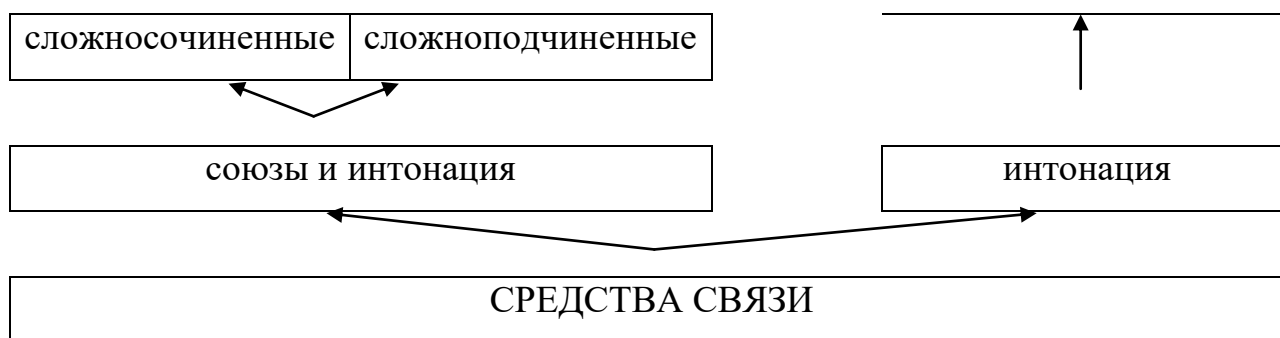 сложносочиненные сложноподчиненные
союзы и интонация интонация
СРЕДСТВА СВЯЗИ